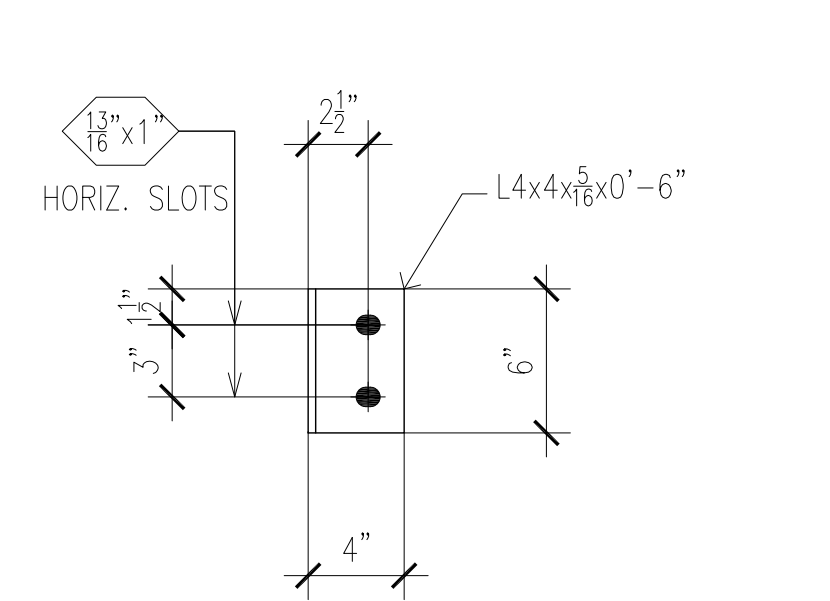 2 1/2"
13/16"x1"
HORIZ. SLOTS
L4x4x5/16x0'-6"
1 1/2"
3"
6"
4"